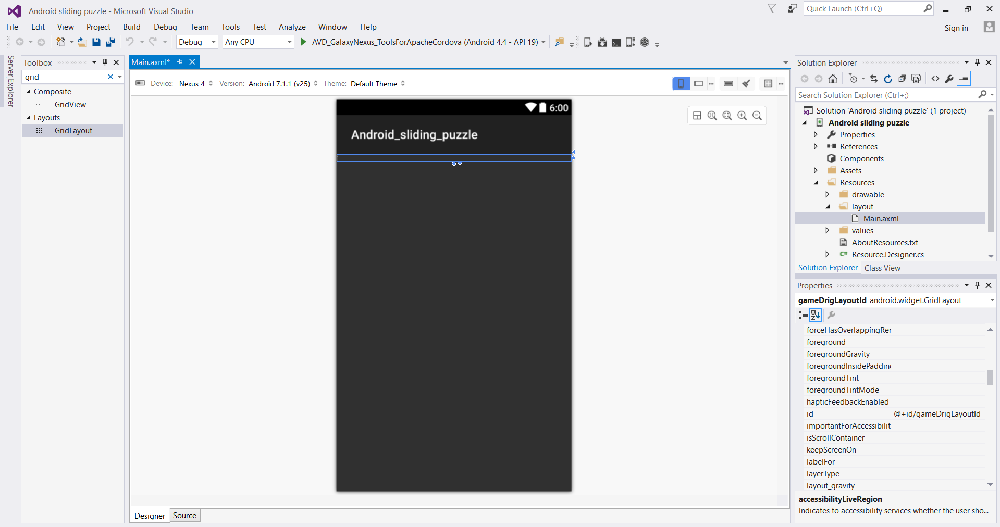 Android sliding puzzle - Microsoft Visual Studio
Quick Launch (Ctrl+Q)
File Edit View Project Build Debug Team Tools Test Analyze Window Help
Sign in
Debug Any CPU AVD_GalaxyNexus_ToolsForApacheCordova (Android 4.4 - API 19)
Server Explorer
Toolbox
grid
Composite
GridView
Layouts
GridLayout
Main.axml*
Device: Nexus 4 Version: Android 7.1.1 (v25) Theme: Default Theme
6:00
Android_sliding_puzzle
Designer Source
Solution Explorer
Search Solution Explorer (Ctrl+;)
Solution 'Android sliding puzzle' (1 project)
Android sliding puzzle
Properties
References
Components
Assets
Resources
drawable
layout
Main.axml
values
AboutResources.txt
C# Resource.Designer.cs
Solution Explorer Class View
Properties
gameDrigLayoutId android.widget.GridLayout
A
Z
forceHasOverlappingRer
foreground
foregroundGravity
foregroundInsidePadding
foregroundTint
foregroundTintMode
hapticFeedbackEnabled
id @+id/gameDrigLayoutId
importantForAccessibilit
isScrollContainer
keepScreenOn
labelFor
layerType
layout_gravity
accessibilityLiveRegion
Indicates to accessibility services whether the user sho...